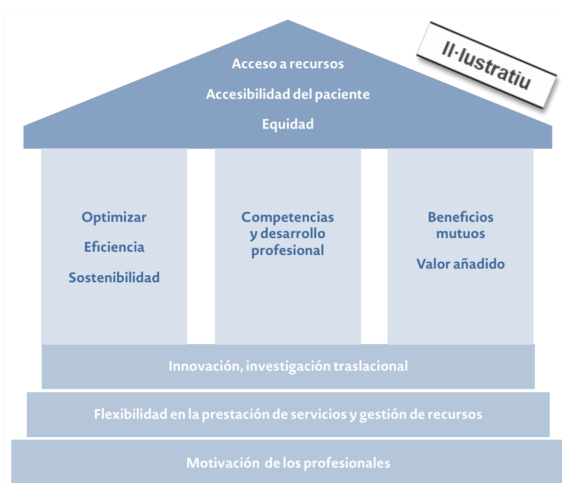 Il·lustratiu
Acceso a recursos
Accesibilidad del paciente
Equidad
Optimizar
Eficiencia
Sostenibilidad
Competencias
y desarrollo
profesional
Beneficios
mutuos
Valor añadido
Innovación, investigación traslacional
Flexibilidad en la prestación de servicios y gestión de recursos
Motivación de los profesionales